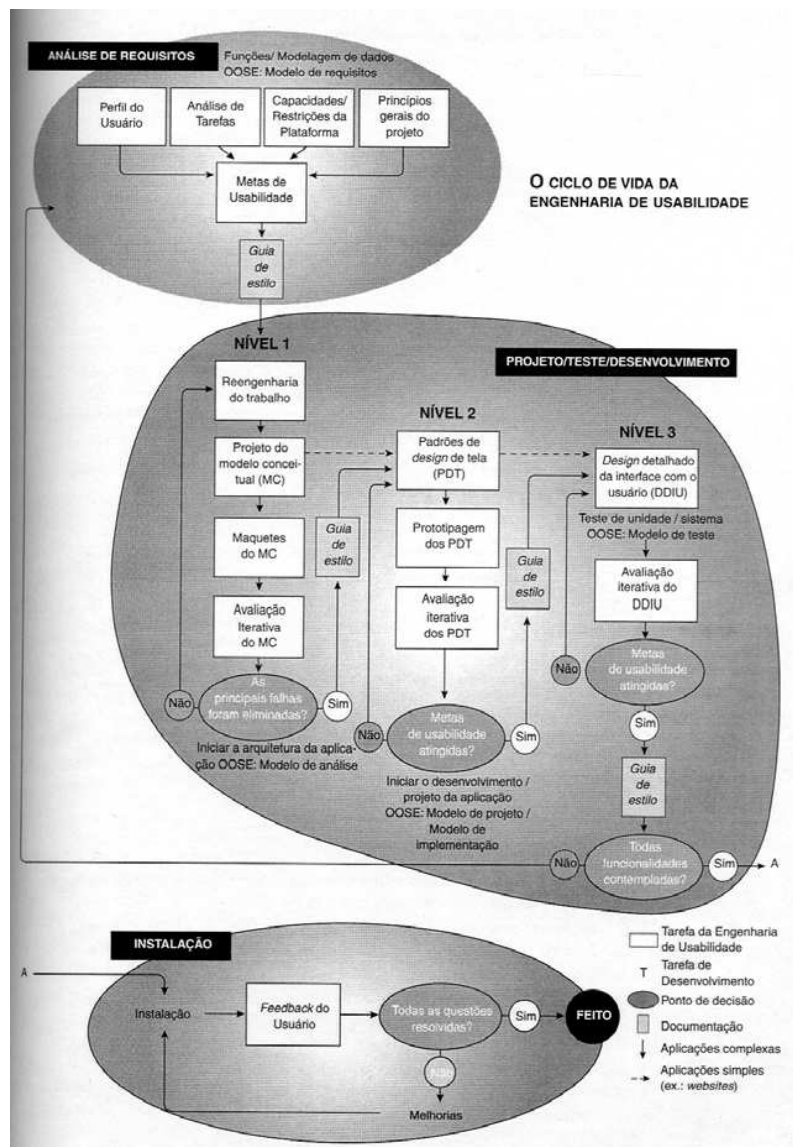 ANÁLISE DE REQUISITOS
Funções/ Modelagem de dados
OOSE: Modelo de requisitos
Perfil do
Usuário
Análise de
Tarefas
Capacidades/
Restrições da
Plataforma
Princípios
gerais do
projeto
Metas de
Usabilidade
Guia
de
estilo
O CICLO DE VIDA DA
ENGENHARIA DE USABILIDADE
PROJETO/TESTE/DESENVOLVIMENTO
NÍVEL 1
Reengenharia
do trabalho
Projeto do
modelo concei-
tual (MC)
Maquetes
do MC
Avaliação
Iterativa
do MC
As
principais falhas
foram eliminadas?
Não
Sim
Iniciar a arquitetura da aplica-
ção OOSE: Modelo de análise
Guia
de
estilo
NÍVEL 2
Padrões de
design de tela
(PDT)
Prototipagem
dos PDT
Avaliação
iterativa
dos PDT
Metas
de usabilidade
atingidas?
Não
Sim
Iniciar o desenvolvimento /
projeto da aplicação
OOSE: Modelo de projeto /
Modelo de
implementação
Guia
de
estilo
NÍVEL 3
Design detalhado
da interface com o
usuário (DDIU)
Teste de unidade / sistema
OOSE: Modelo de teste
Avaliação
iterativa do
DDIU
Metas
de usabilidade
atingidas?
Não
Sim
Guia
de
estilo
Todas
funcionalidades
contempladas?
Não
Sim
A
INSTALAÇÃO
A
Instalação
Feedback do
Usuário
Todas as questões
resolvidas?
Sim
FEITO
Não
Melhorias
Tarefa da Engenharia
de Usabilidade
T
Tarefa de
Desenvolvimento
Ponto de decisão
Documentação
Aplicações complexas
Aplicações simples
(ex.: websites)